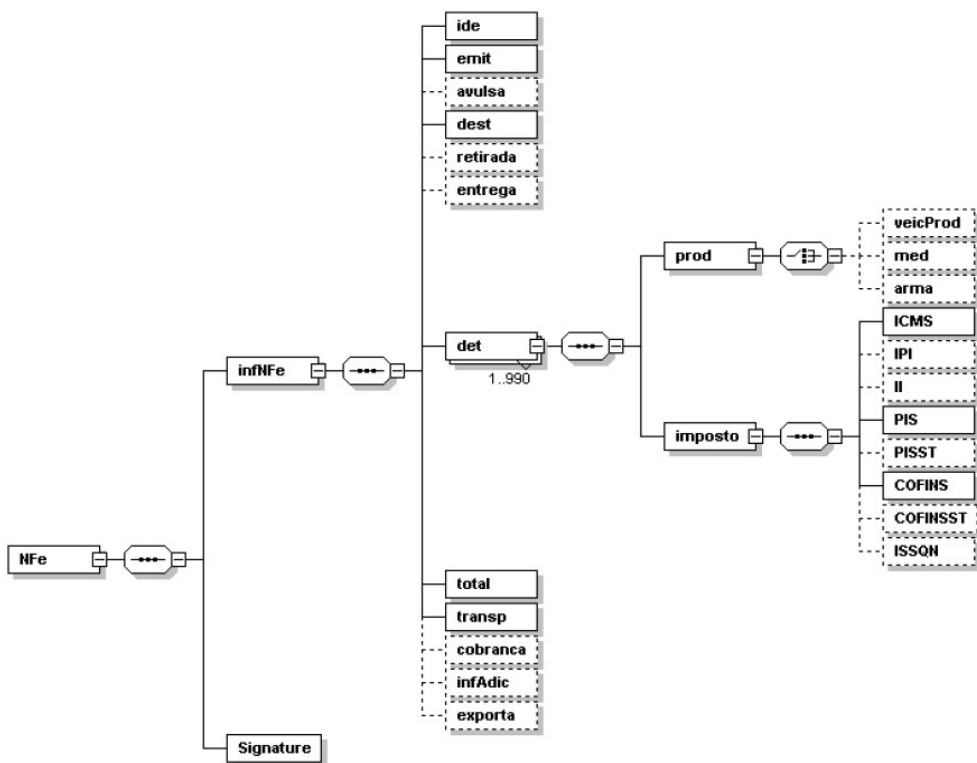 ide
emit
avulsa
dest
retirada
entrega
veicProd
prod
med
arma
ICMS
det
IPI
1..990
infNFe
II
PIS
imposto
PISST
COFINS
COFINSST
NFe
ISSQN
total
transp
cobranca
infAdic
exporta
Signature